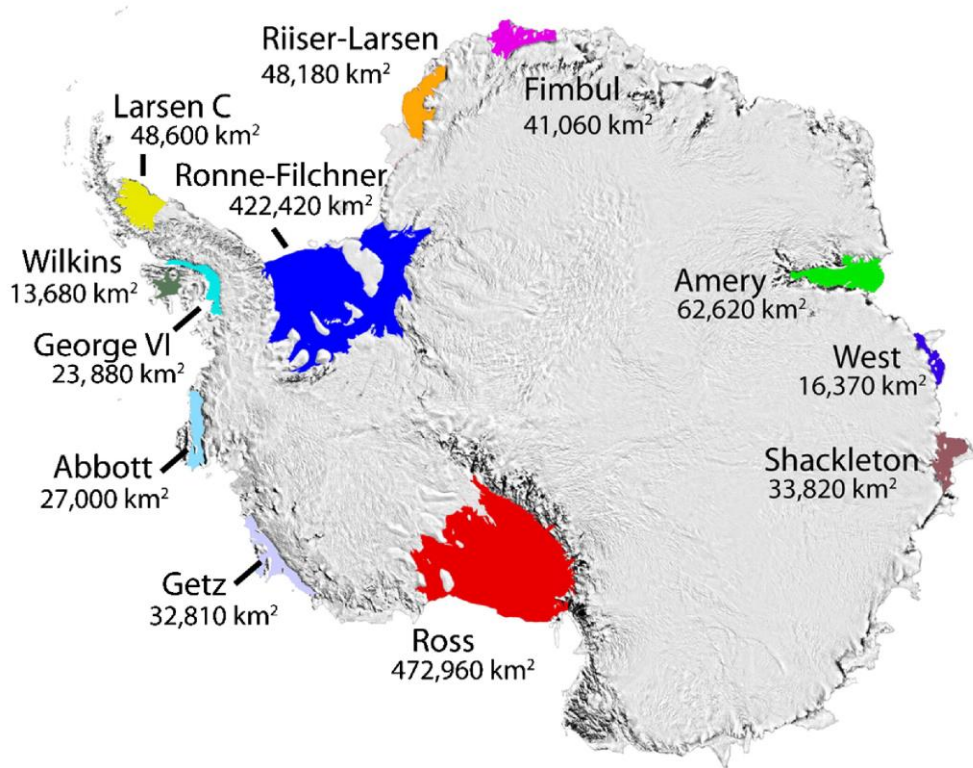 Riiser-Larsen
48,180 km²
Fimbul
41,060 km²
Larsen C
48,600 km²
Ronne-Filchner
422,420 km²
Wilkins
13,680 km²
Amery
62,620 km²
George VI
23,880 km²
West
16,370 km²
Abbott
27,000 km²
Shackleton
33,820 km²
Getz
32,810 km²
Ross
472,960 km²